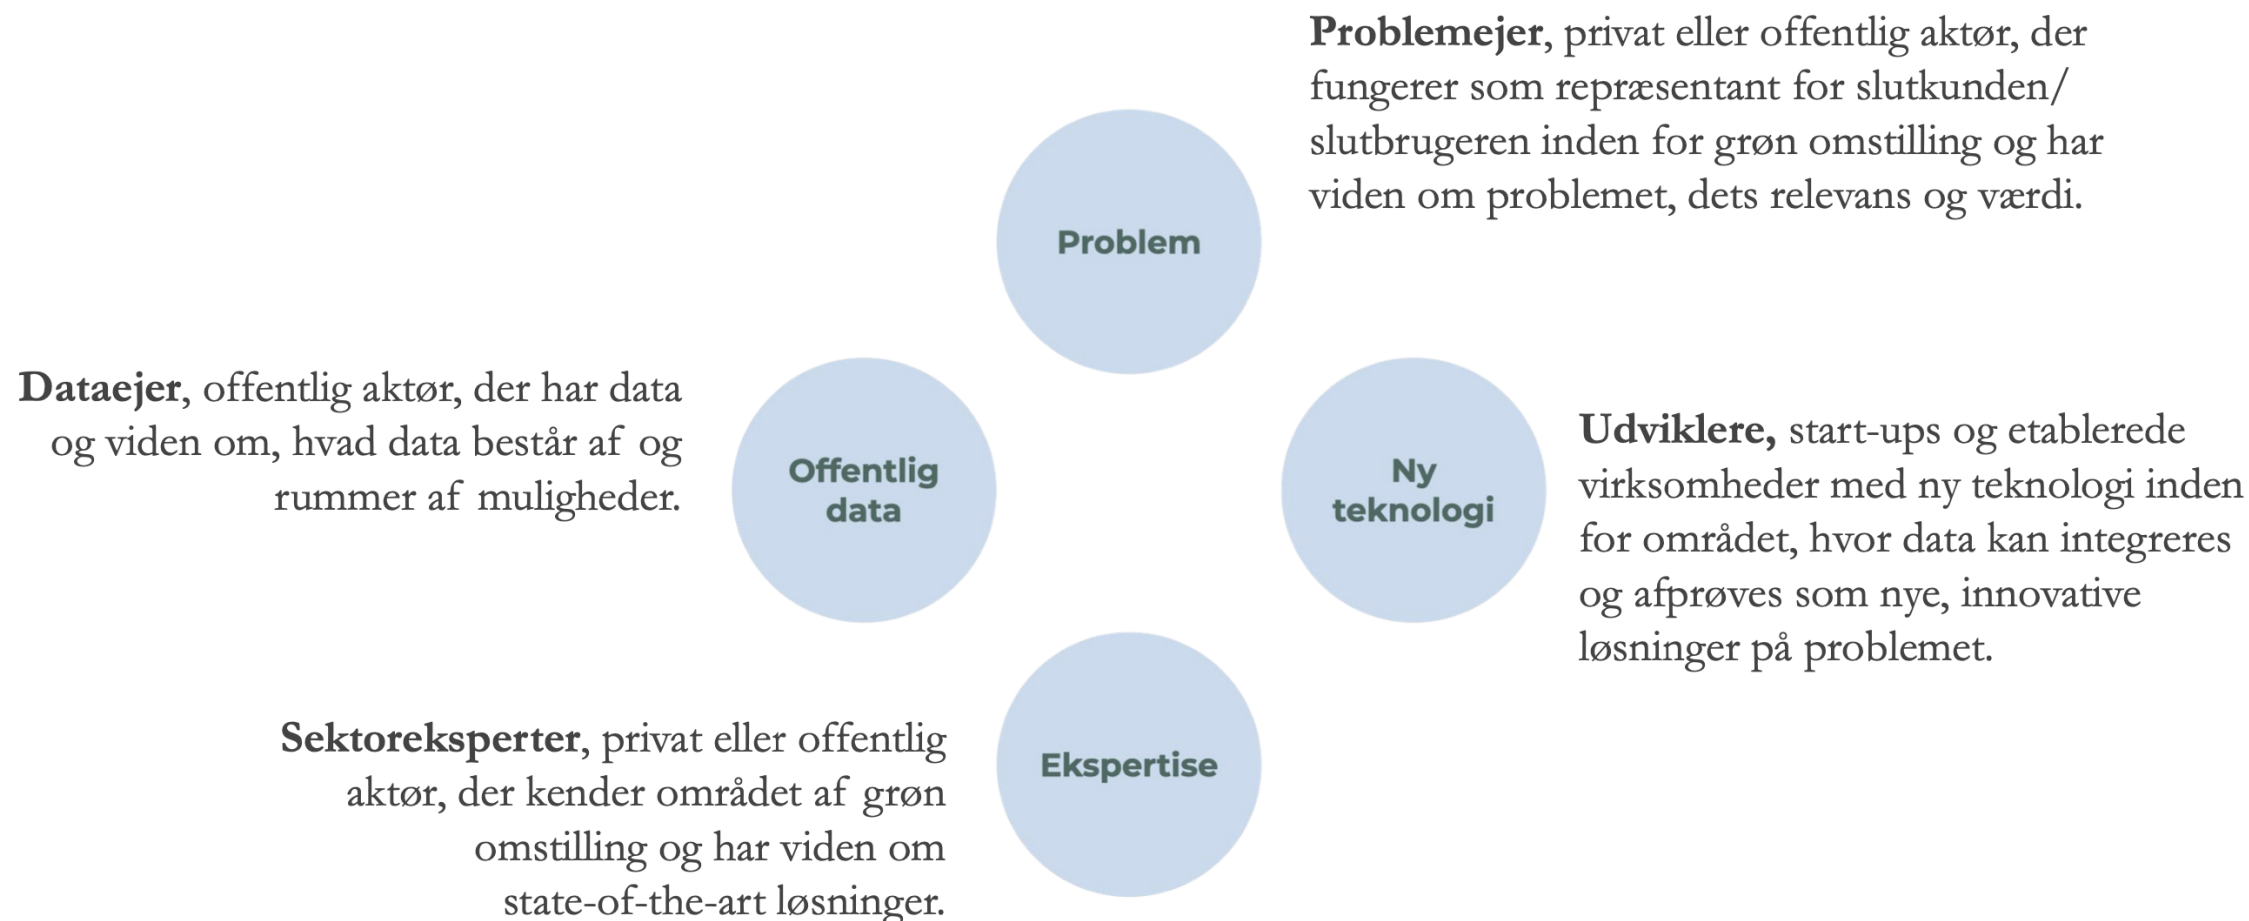 Problemejer, privat eller offentlig aktør, der
fungerer som repræsentant for slutkunden/
slutbrugeren inden for grøn omstilling og har
viden om problemet, dets relevans og værdi.
Problem
Dataejer, offentlig aktør, der har data
og viden om, hvad data består af og
rummer af muligheder.
Offentlig
data
Ny
teknologi
Udviklere, start-ups og etablerede
virksomheder med ny teknologi inden
for området, hvor data kan integreres
og afprøves som nye, innovative
løsninger på problemet.
Sektoreksperter, privat eller offentlig
aktør, der kender området af grøn
omstilling og har viden om
state-of-the-art løsninger.
Ekspertise